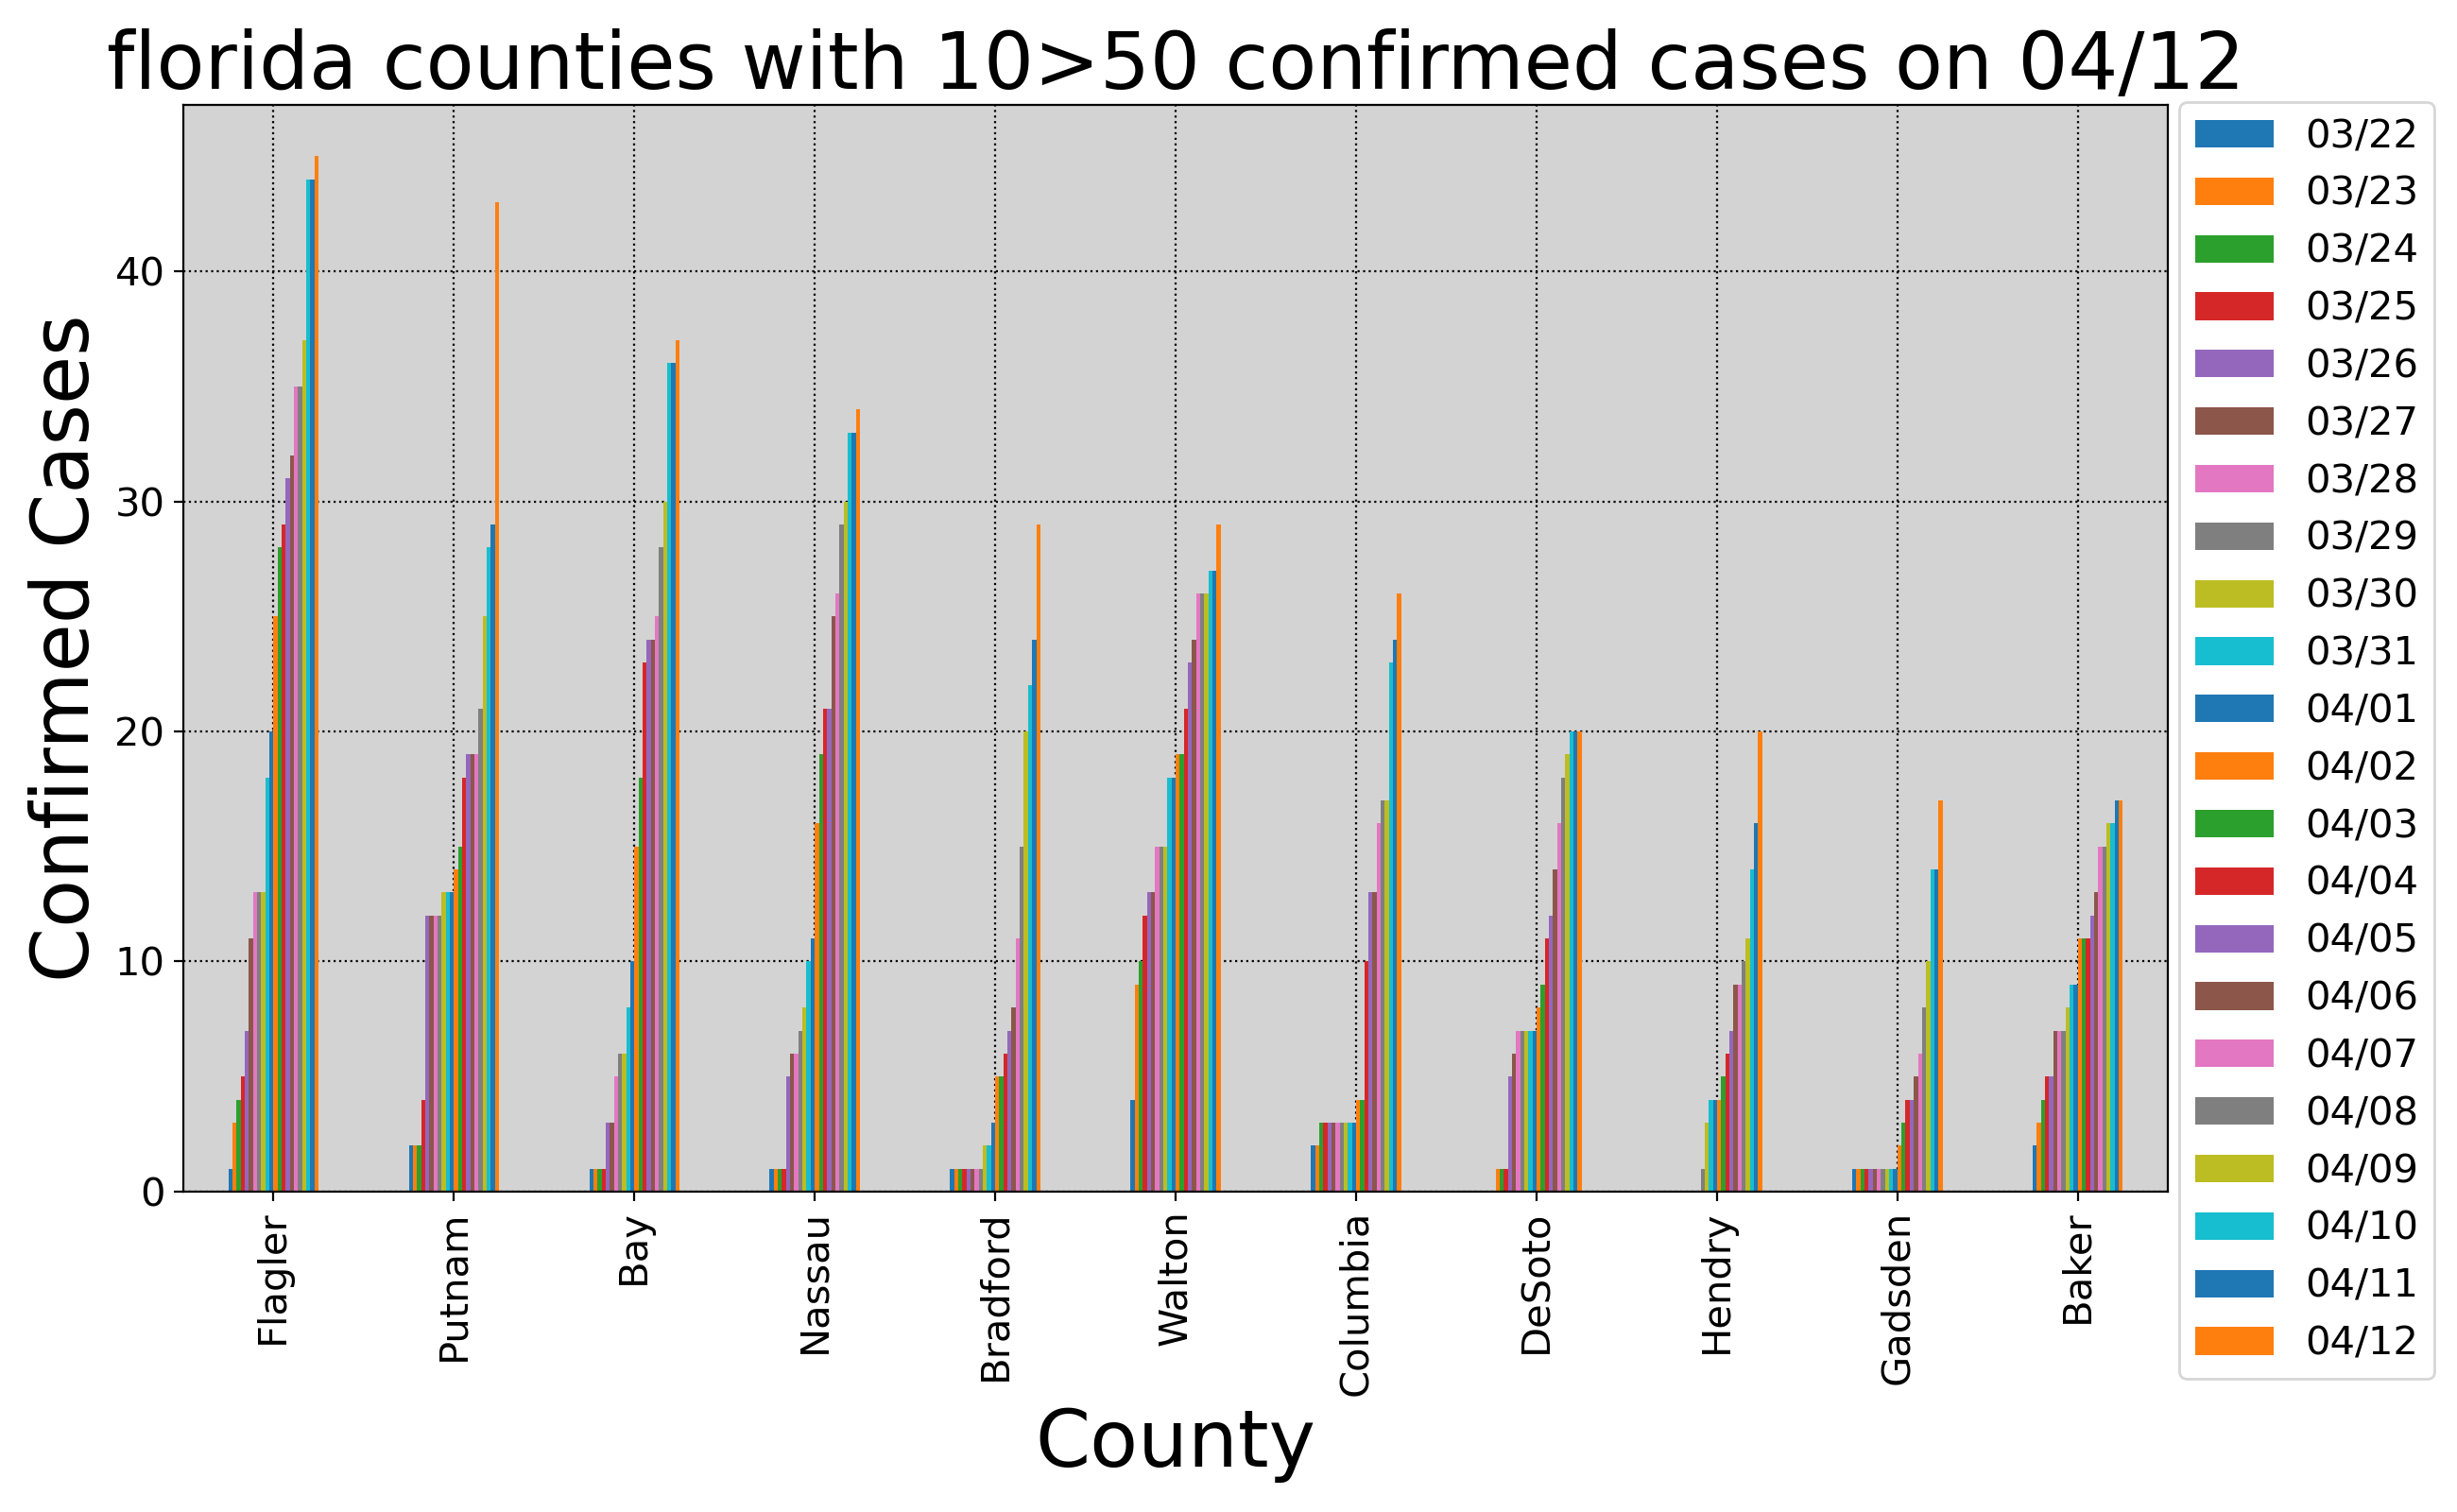 florida counties with 10>50 confirmed cases on 04/12
Confirmed Cases
40
30
20
10
0
Flagler
Putnam
Bay
Nassau
Bradford
Walton
Columbia
DeSoto
Hendry
Gadsden
Baker
County
03/22
03/23
03/24
03/25
03/26
03/27
03/28
03/29
03/30
03/31
04/01
04/02
04/03
04/04
04/05
04/06
04/07
04/08
04/09
04/10
04/11
04/12